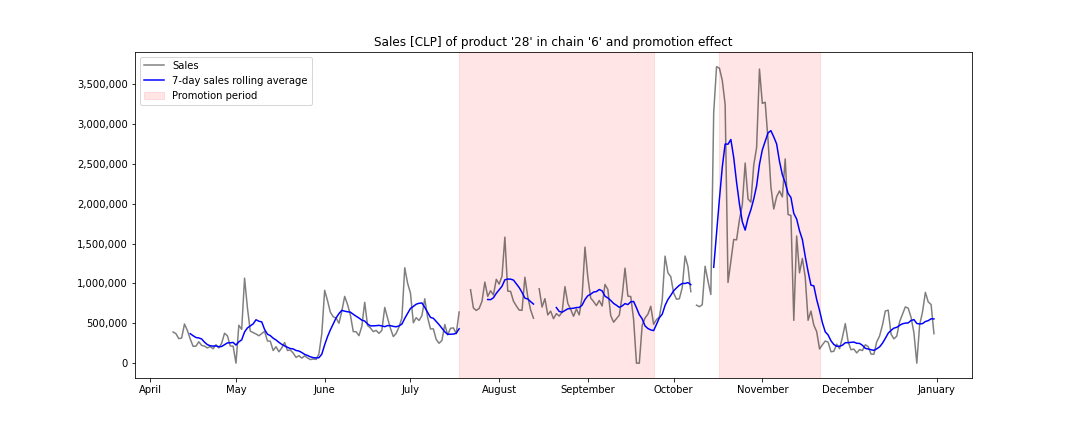 Sales [CLP] of product '28' in chain '6' and promotion effect
Sales
7-day sales rolling average
Promotion period
3,500,000
3,000,000
2,500,000
2,000,000
1,500,000
1,000,000
500,000
0
April May June July August September October November December January